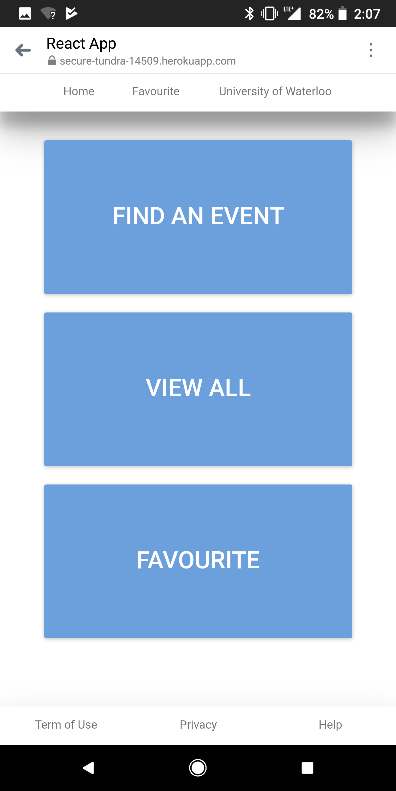 82% 2:07
React App
secure-tundra-14509.herokuapp.com
Home Favourite University of Waterloo
FIND AN EVENT
VIEW ALL
FAVOURITE
Term of Use Privacy Help